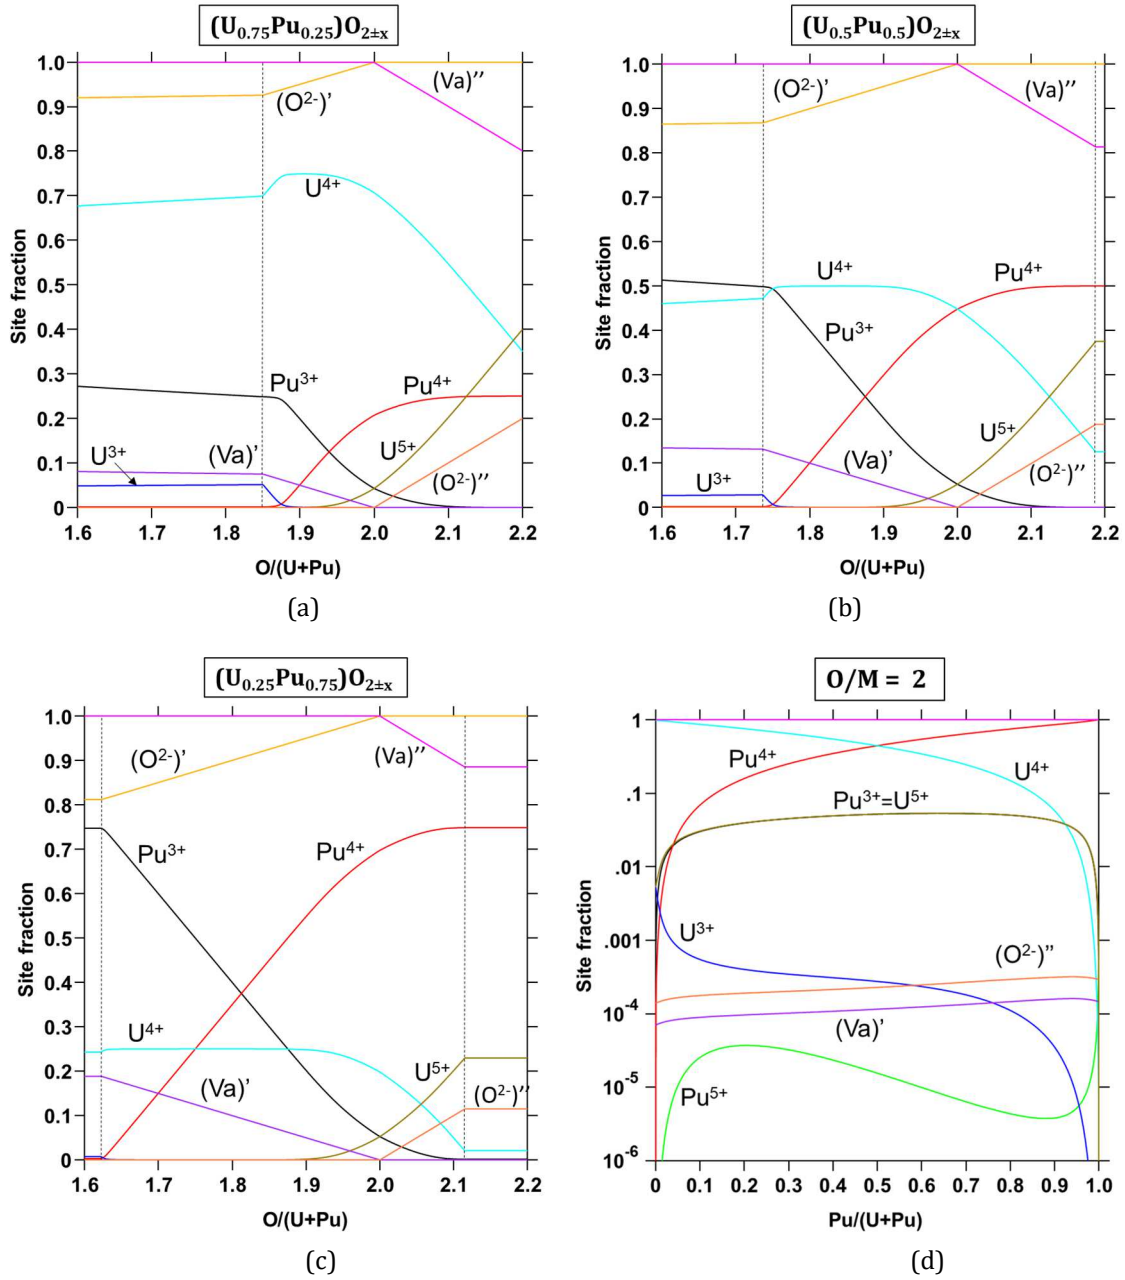 (U0.75Pu0.25)O2±x
1.0
0.9
0.8
0.7
0.6
0.5
0.4
0.3
0.2
0.1
0
Site fraction
(O²⁻)’
(Va)’’
U⁴⁺
Pu³⁺
Pu⁴⁺
U³⁺
(Va)’
U⁵⁺
(O²⁻)’’
1.6 1.7 1.8 1.9 2.0 2.1 2.2
O/(U+Pu)
(a)
(U0.5Pu0.5)O2±x
1.0
0.9
0.8
0.7
0.6
0.5
0.4
0.3
0.2
0.1
0
Site fraction
(O²⁻)’
(Va)’’
U⁴⁺
Pu⁴⁺
Pu³⁺
U⁵⁺
(Va)’
U³⁺
(O²⁻)’’
1.6 1.7 1.8 1.9 2.0 2.1 2.2
O/(U+Pu)
(b)
(U0.25Pu0.75)O2±x
1.0
0.9
0.8
0.7
0.6
0.5
0.4
0.3
0.2
0.1
0
Site fraction
(O²⁻)’
(Va)’’
Pu³⁺
Pu⁴⁺
U⁴⁺
(Va)’
U⁵⁺
(O²⁻)’’
1.6 1.7 1.8 1.9 2.0 2.1 2.2
O/(U+Pu)
(c)
O/M = 2
1
.1
.01
.001
10⁻⁴
10⁻⁵
10⁻⁶
Site fraction
Pu⁴⁺
U⁴⁺
Pu³⁺=U⁵⁺
U³⁺
(O²⁻)’’
(Va)’
Pu⁵⁺
0 0.1 0.2 0.3 0.4 0.5 0.6 0.7 0.8 0.9 1.0
Pu/(U+Pu)
(d)